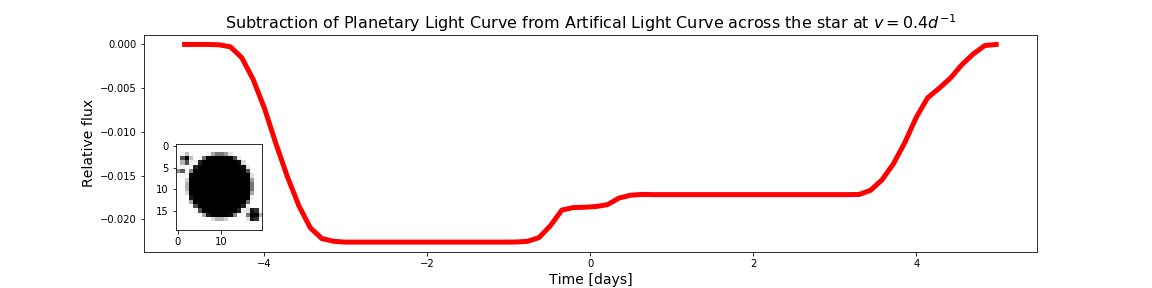 Subtraction of Planetary Light Curve from Artifical Light Curve across the star at v = 0.4d⁻¹
0.000
−0.005
−0.010
−0.015
−0.020
Relative flux
0
5
10
15
0 10
−4 −2 0 2 4
Time [days]